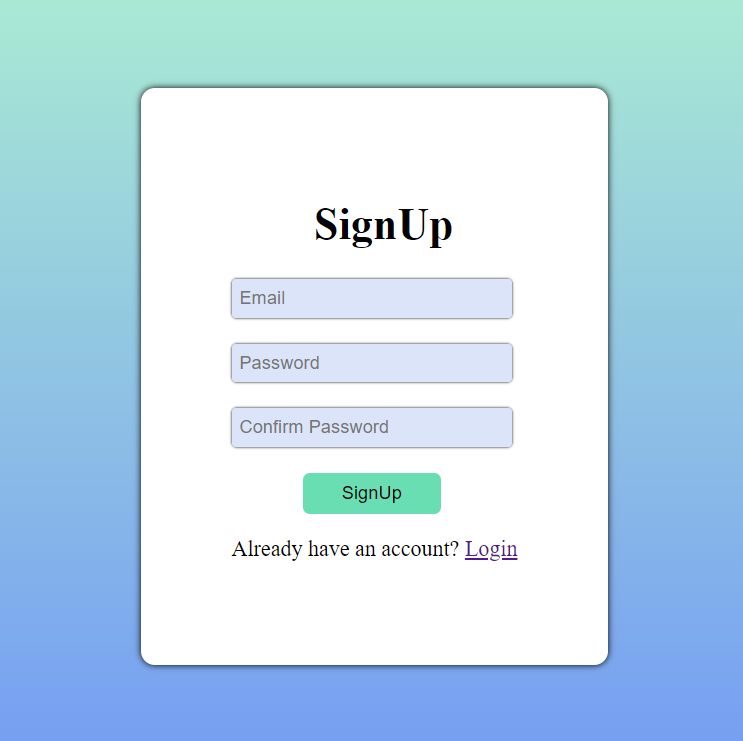 SignUp
Email
Password
Confirm Password
SignUp
Already have an account? Login